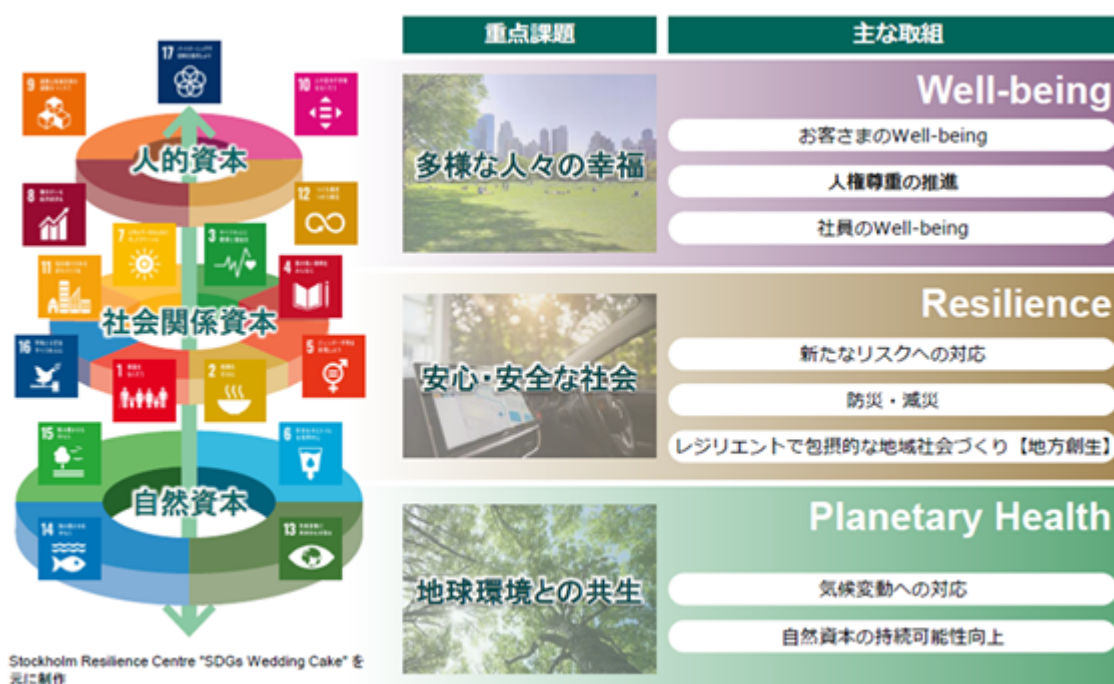 重点課題
主な取組
17
9
10
人的資本
8
12
7
3
11
4
社会関係資本
16
5
1
2
15
6
自然資本
14
13
Stockholm Resilience Centre "SDGs Wedding Cake" を
元に制作
多様な人々の幸福
Well-being
お客さまのWell-being
人権尊重の推進
社員のWell-being
安心・安全な社会
Resilience
新たなリスクへの対応
防災・減災
レジリエントで包摂的な地域社会づくり【地方創生】
地球環境との共生
Planetary Health
気候変動への対応
自然資本の持続可能性向上